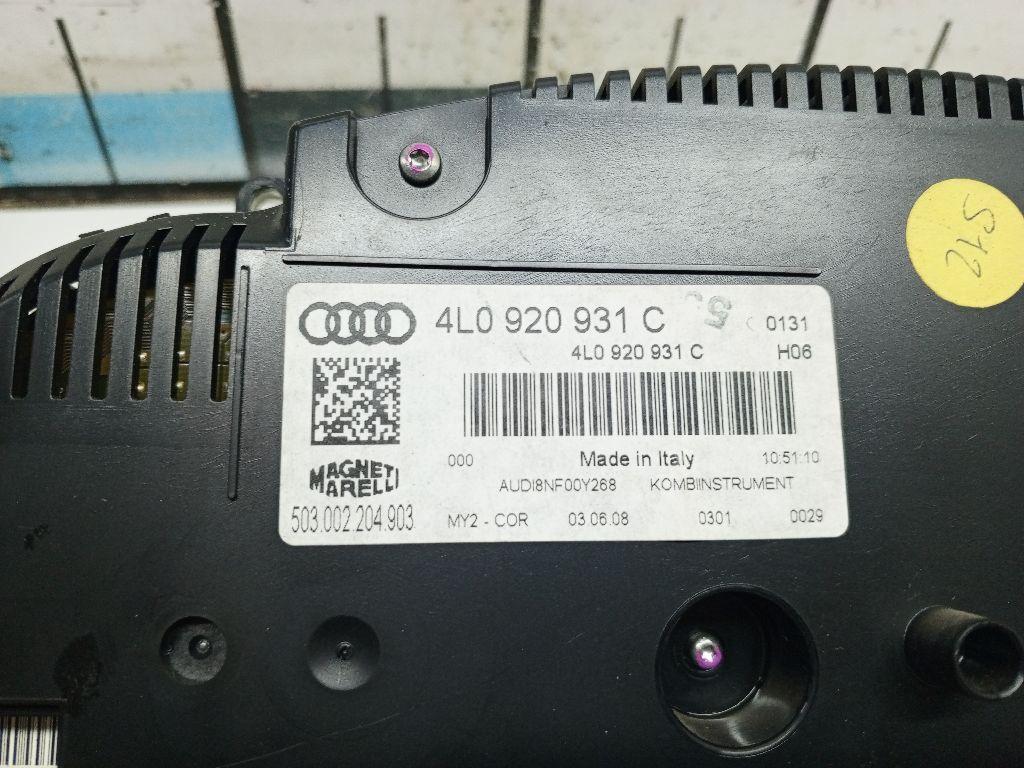 4L0 920 931 C
0131
4L0 920 931 C H06
000 Made in Italy 10:51:10
MAGNETI
MARELLI
AUDI8NF00Y268 KOMBIINSTRUMENT
503.002.204.903 MY2 - COR 03.06.08 0301 0029